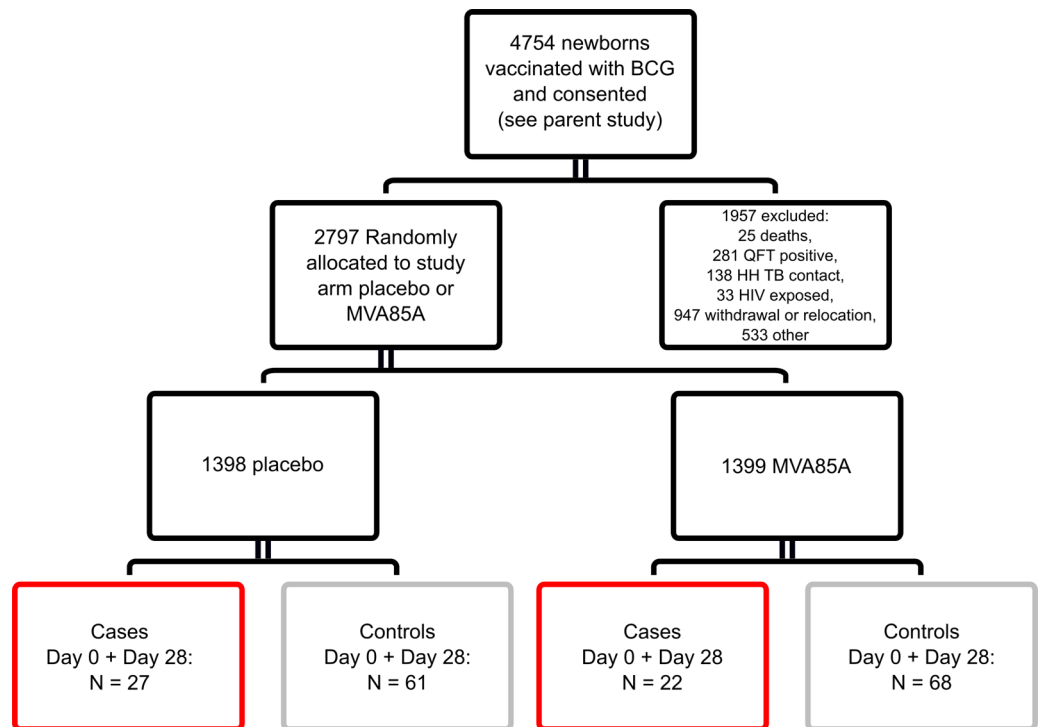 4754 newborns
vaccinated with BCG
and consented
(see parent study)
2797 Randomly
allocated to study
arm placebo or
MVA85A
1957 excluded:
25 deaths,
281 QFT positive,
138 HH TB contact,
33 HIV exposed,
947 withdrawal or relocation,
533 other
1398 placebo
1399 MVA85A
Cases
Day 0 + Day 28:
N = 27
Controls
Day 0 + Day 28:
N = 61
Cases
Day 0 + Day 28
N = 22
Controls
Day 0 + Day 28:
N = 68